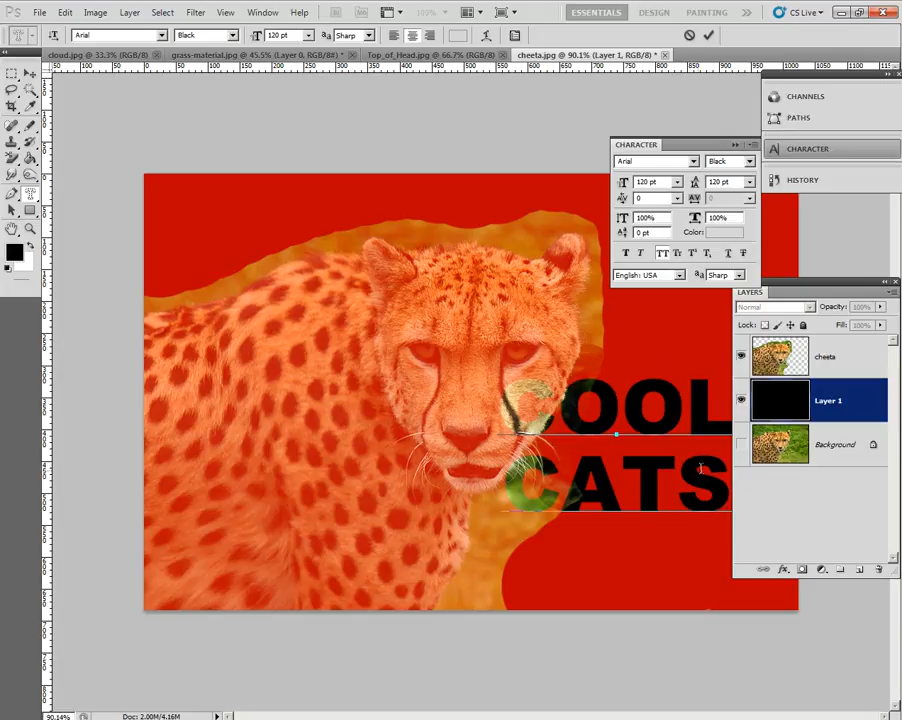 Ps File Edit Image Layer Select Filter View Window Help 100% ESSENTIALS DESIGN PAINTING CS Live
Arial Black 120 pt Sharp
cloud.jpg @ 33.3% (RGB/8) grass-material.jpg @ 45.5% (Layer 0, RGB/8#) * Top_of_Head.jpg @ 66.7% (RGB/8) cheeta.jpg @ 90.1% (Layer 1, RGB/8) *
CHANNELS
PATHS
CHARACTER
HISTORY
CHARACTER
Arial Black
120 pt 120 pt
0 0
100% 100%
0 pt Color:
English: USA Sharp
LAYERS
Normal Opacity: 100%
Lock: Fill: 100%
cheeta
Layer 1
Background
COOL
CATS
90.14% Doc: 2.00M/4.16M